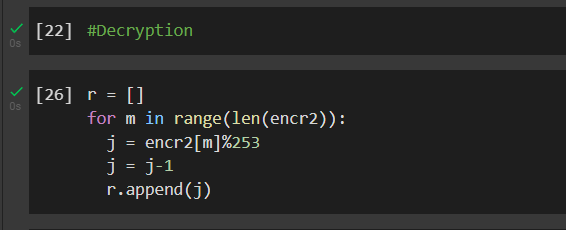 [22] #Decryption
0s
[26] r = []
0s
for m in range(len(encr2)):
  j = encr2[m]%253
  j = j-1
  r.append(j)